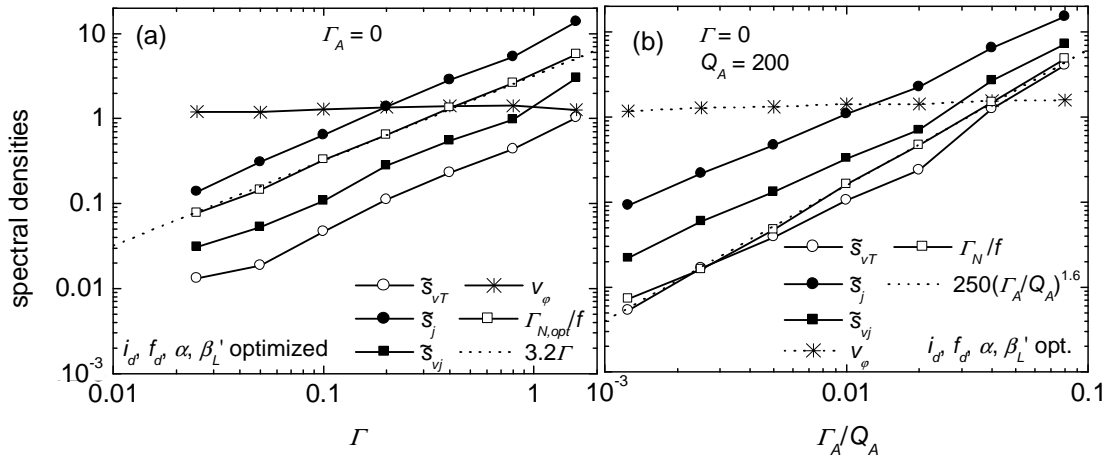 (a)
Γ_A = 0
(b)
Γ = 0
Q_A = 200
spectral densities
10
1
0.1
0.01
10^-3
s̃_vT
v_φ
s̃_j
Γ_N,opt/f
s̃_vj
3.2Γ
i_d, f_d, α, β_L' optimized
s̃_vT
Γ_N/f
s̃_j
250(Γ_A/Q_A)^1.6
s̃_vj
v_φ
i_d, f_d, α, β_L' opt.
0.01
0.1
1
10^-3
0.01
0.1
Γ
Γ_A/Q_A